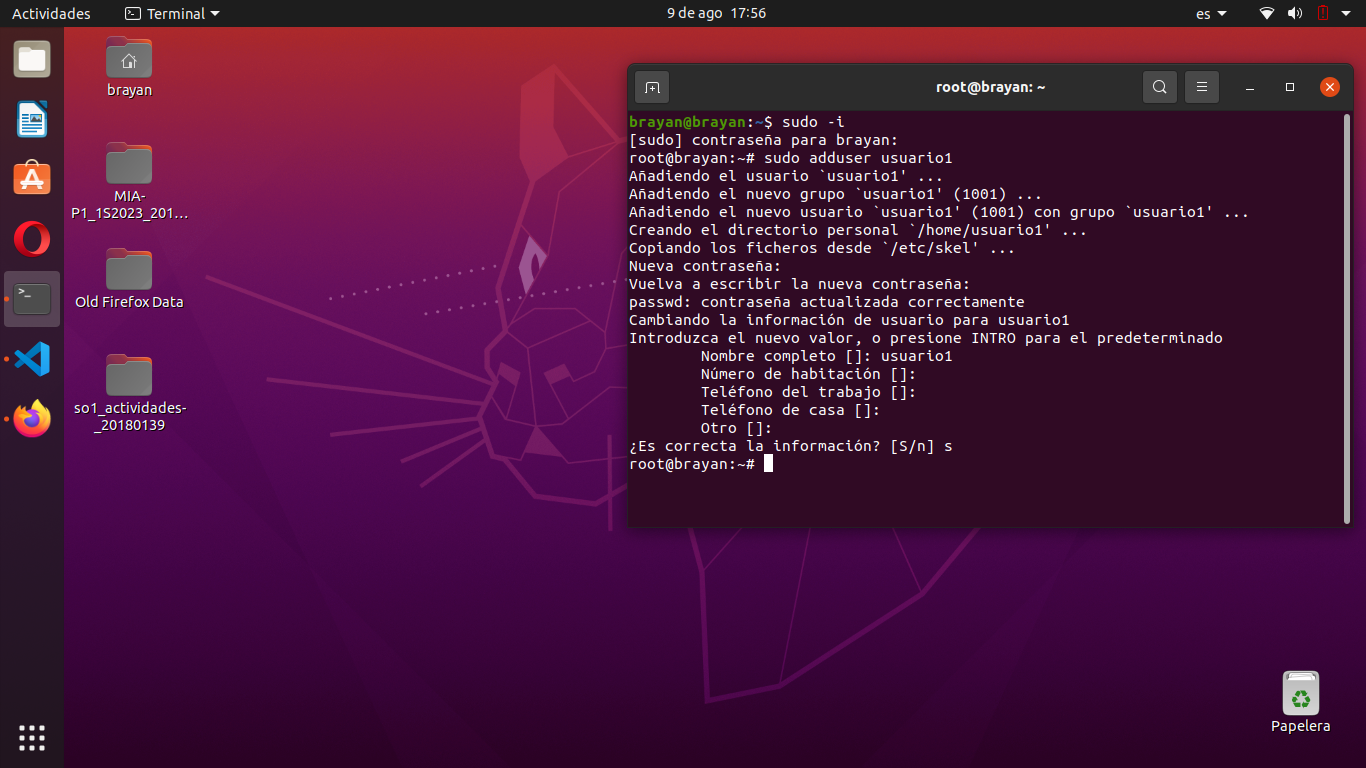 Actividades
Terminal
9 de ago 17:56
es
brayan
MIA-
P1_1S2023_201...
Old Firefox Data
so1_actividades-
_20180139
root@brayan: ~
brayan@brayan:~$ sudo -i
[sudo] contraseña para brayan:
root@brayan:~# sudo adduser usuario1
Añadiendo el usuario `usuario1' ...
Añadiendo el nuevo grupo `usuario1' (1001) ...
Añadiendo el nuevo usuario `usuario1' (1001) con grupo `usuario1' ...
Creando el directorio personal `/home/usuario1' ...
Copiando los ficheros desde `/etc/skel' ...
Nueva contraseña:
Vuelva a escribir la nueva contraseña:
passwd: contraseña actualizada correctamente
Cambiando la información de usuario para usuario1
Introduzca el nuevo valor, o presione INTRO para el predeterminado
        Nombre completo []: usuario1
        Número de habitación []:
        Teléfono del trabajo []:
        Teléfono de casa []:
        Otro []:
¿Es correcta la información? [S/n] s
root@brayan:~#
Papelera